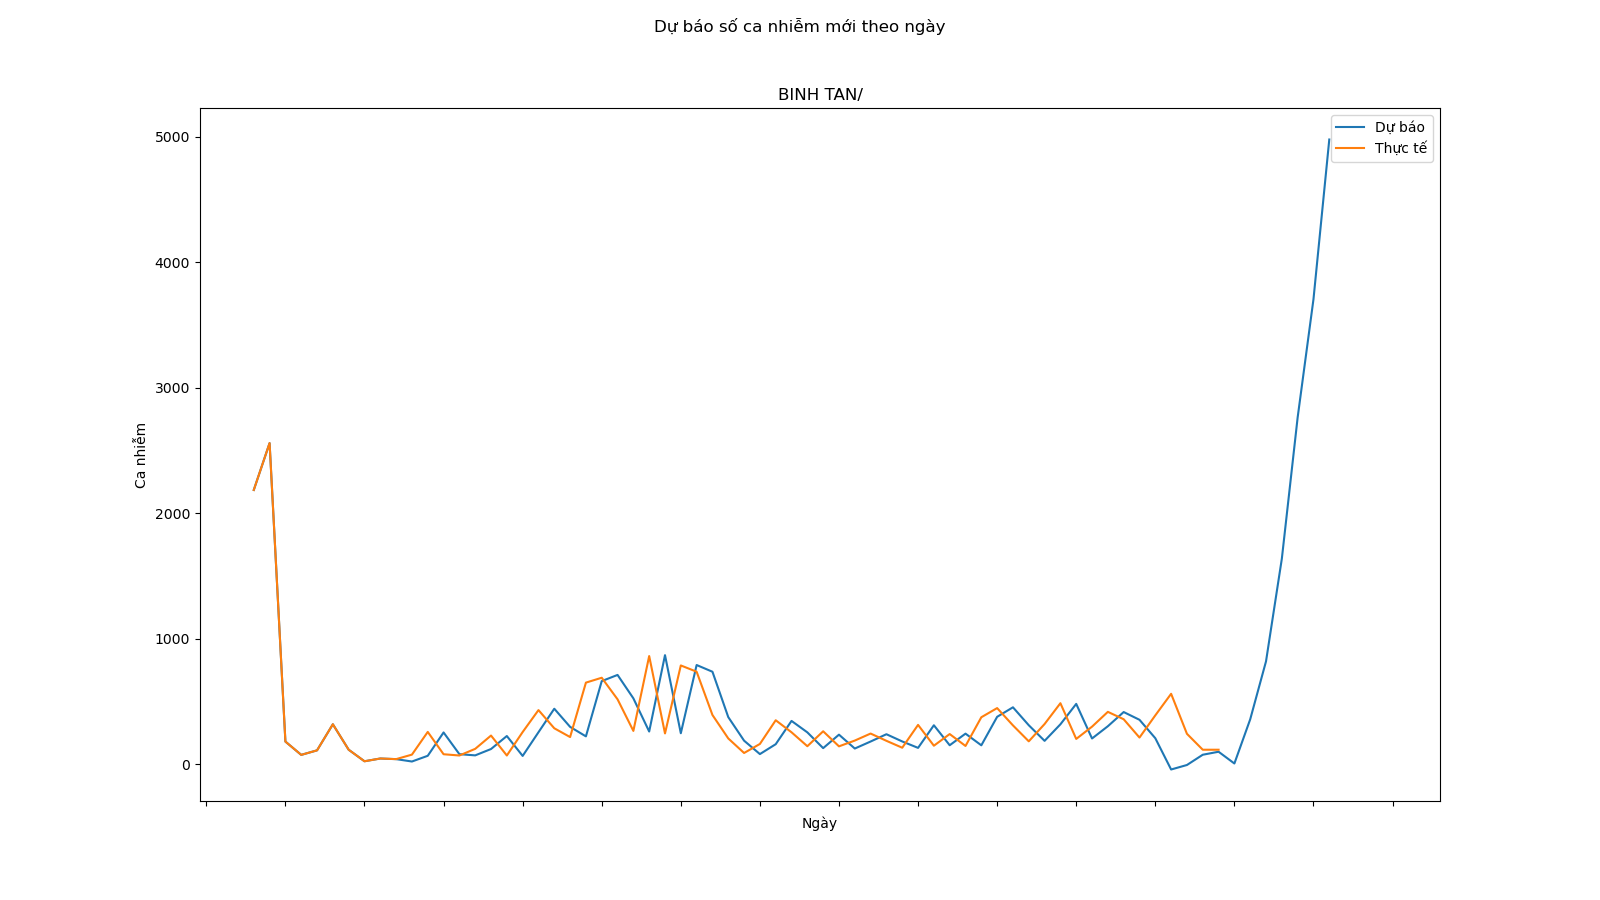 Dự báo số ca nhiễm mới theo ngày
BINH TAN/
Dự báo
Thực tế
5000
4000
3000
2000
1000
0
Ca nhiễm
Ngày